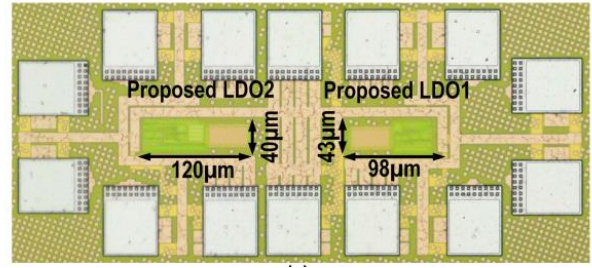 Proposed LDO2
Proposed LDO1
40μm
43μm
120μm
98μm